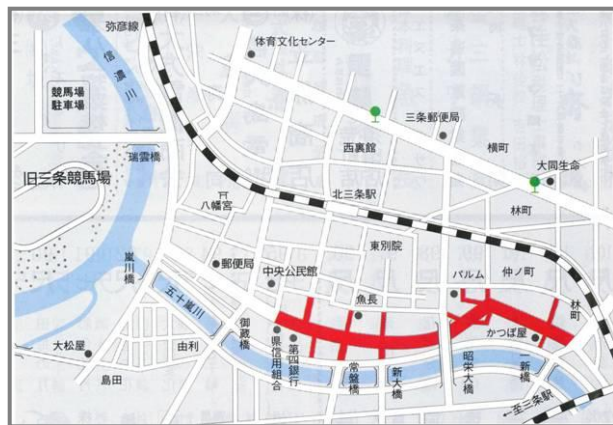 弥彦線
信濃川
体育文化センター
競馬場
駐車場
三条郵便局
西裏館
横町
大同生命
瑞雲橋
旧三条競馬場
八幡宮
北三条駅
林町
東別院
嵐川橋
郵便局
中央公民館
パルム
仲ノ町
五十嵐川
魚長
林町
御蔵橋
かつぼ屋
大松屋
由利
県信用組合
第四銀行
常盤橋
新大橋
昭栄大橋
一新橋
島田
←至三条駅